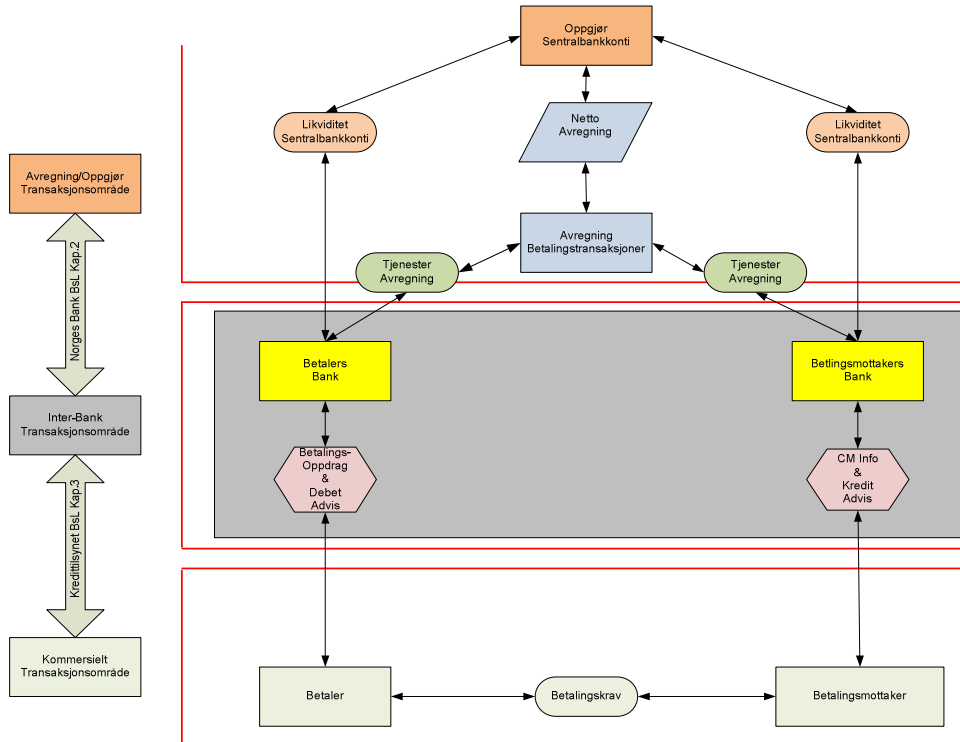 Oppgjør
Sentralbankkonti
Likviditet
Sentralbankkonti
Netto
Avregning
Likviditet
Sentralbankkonti
Avregning/Oppgjør
Transaksjonsområde
Avregning
Betalingstransaksjoner
Tjenester
Avregning
Tjenester
Avregning
Norges Bank BsL Kap.2
Betalers
Bank
Betlingsmottakers
Bank
Inter-Bank
Transaksjonsområde
Betalings-
Oppdrag
&
Debet
Advis
CM Info
&
Kredit
Advis
Kredittilsynet BsL Kap.3
Kommersielt
Transaksjonsområde
Betaler
Betalingskrav
Betalingsmottaker